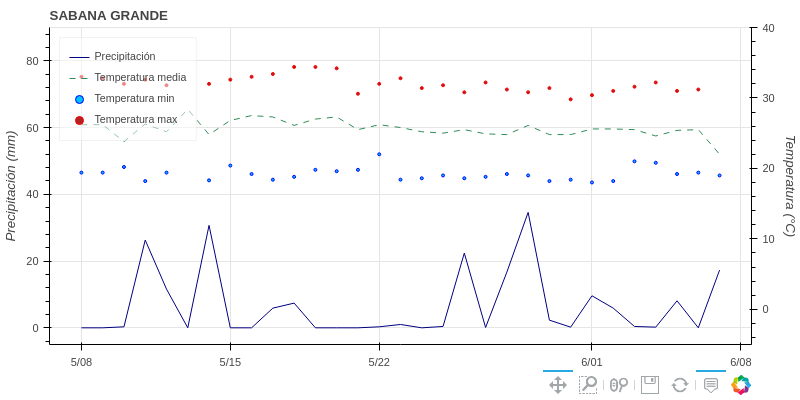 SABANA GRANDE
Precipitación
Temperatura media
Temperatura min
Temperatura max
Precipitación (mm)
80
60
40
20
0
40
30
20
10
0
Temperatura (°C)
5/08
5/15
5/22
6/01
6/08